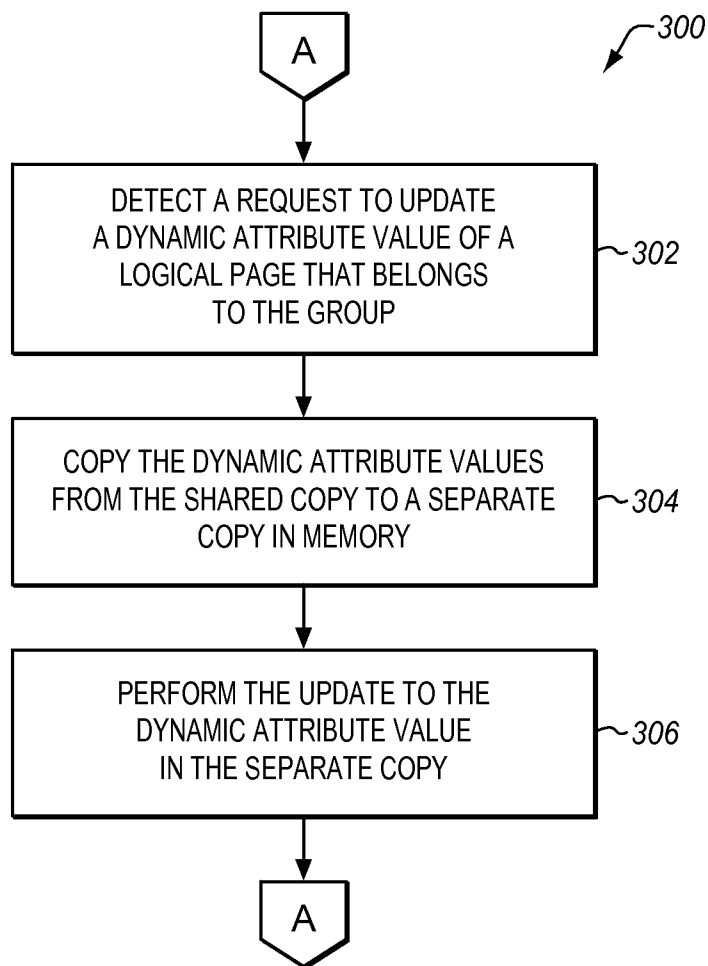 A
300
DETECT A REQUEST TO UPDATE
A DYNAMIC ATTRIBUTE VALUE OF A
LOGICAL PAGE THAT BELONGS
TO THE GROUP
302
COPY THE DYNAMIC ATTRIBUTE VALUES
FROM THE SHARED COPY TO A SEPARATE
COPY IN MEMORY
304
PERFORM THE UPDATE TO THE
DYNAMIC ATTRIBUTE VALUE
IN THE SEPARATE COPY
306
A